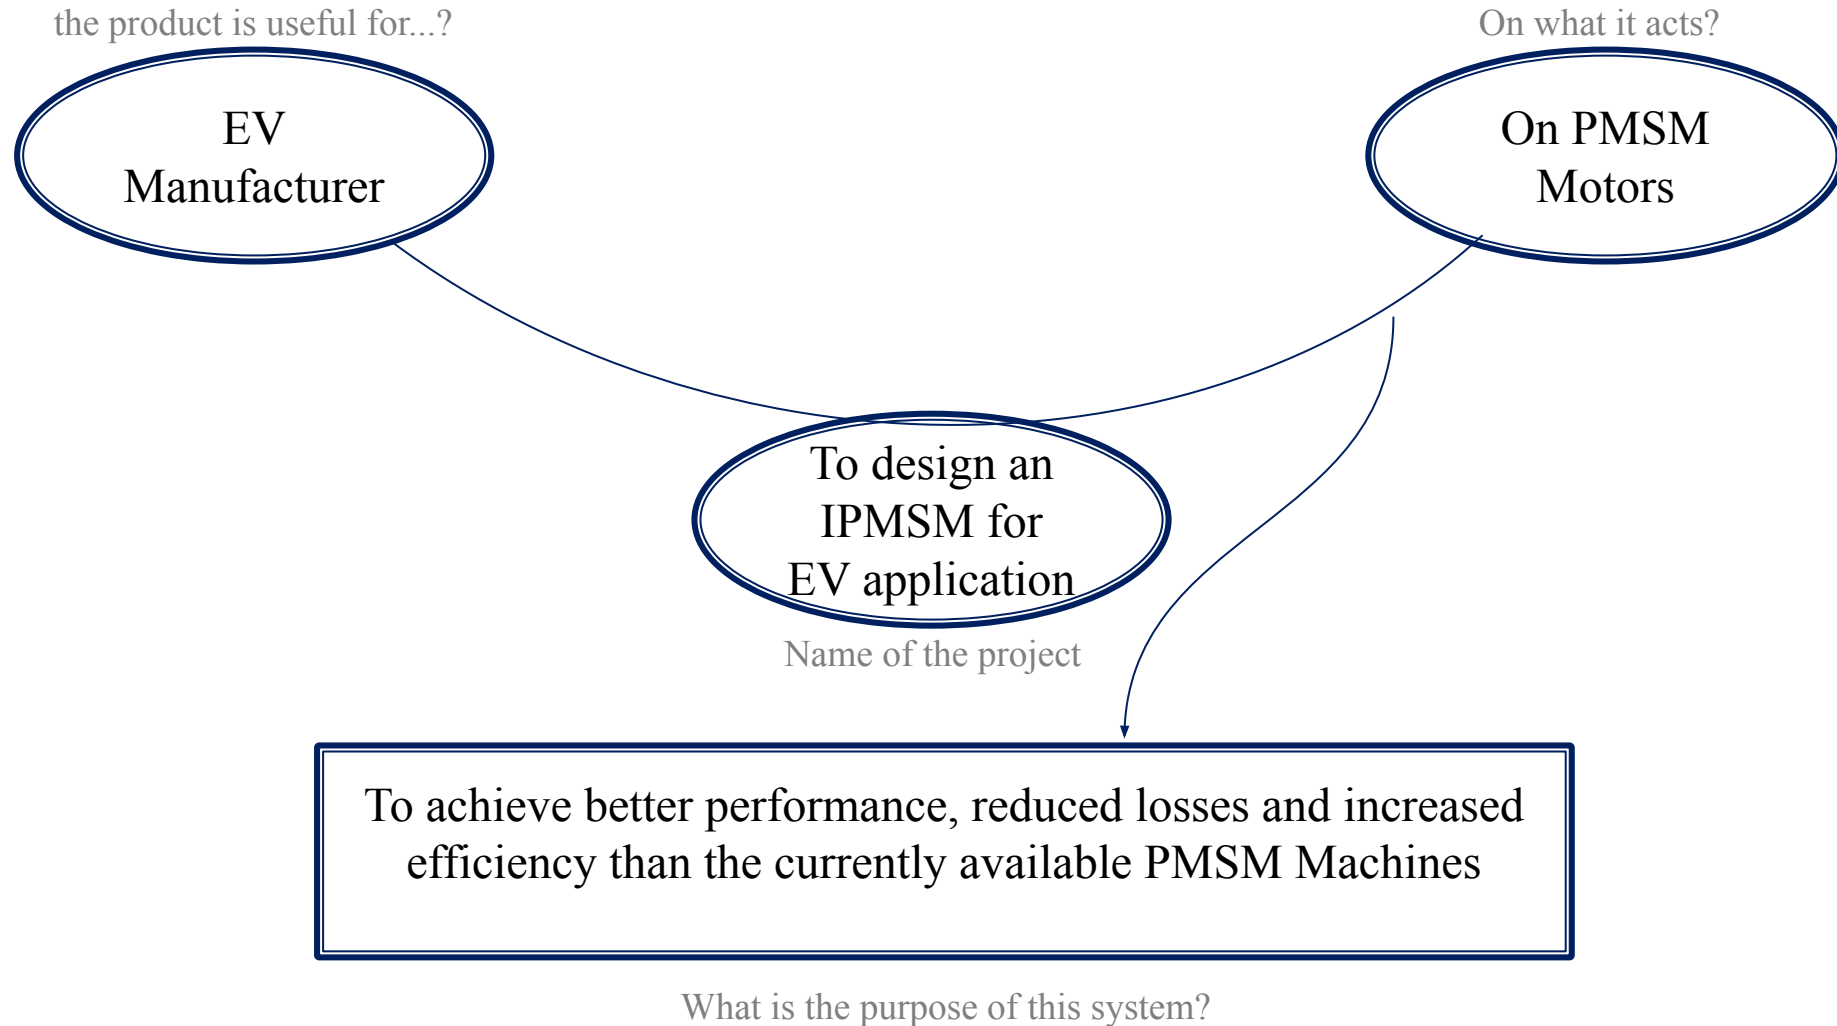 the product is useful for...?
On what it acts?
EV
Manufacturer
On PMSM
Motors
To design an
IPMSM for
EV application
Name of the project
To achieve better performance, reduced losses and increased
efficiency than the currently available PMSM Machines
What is the purpose of this system?